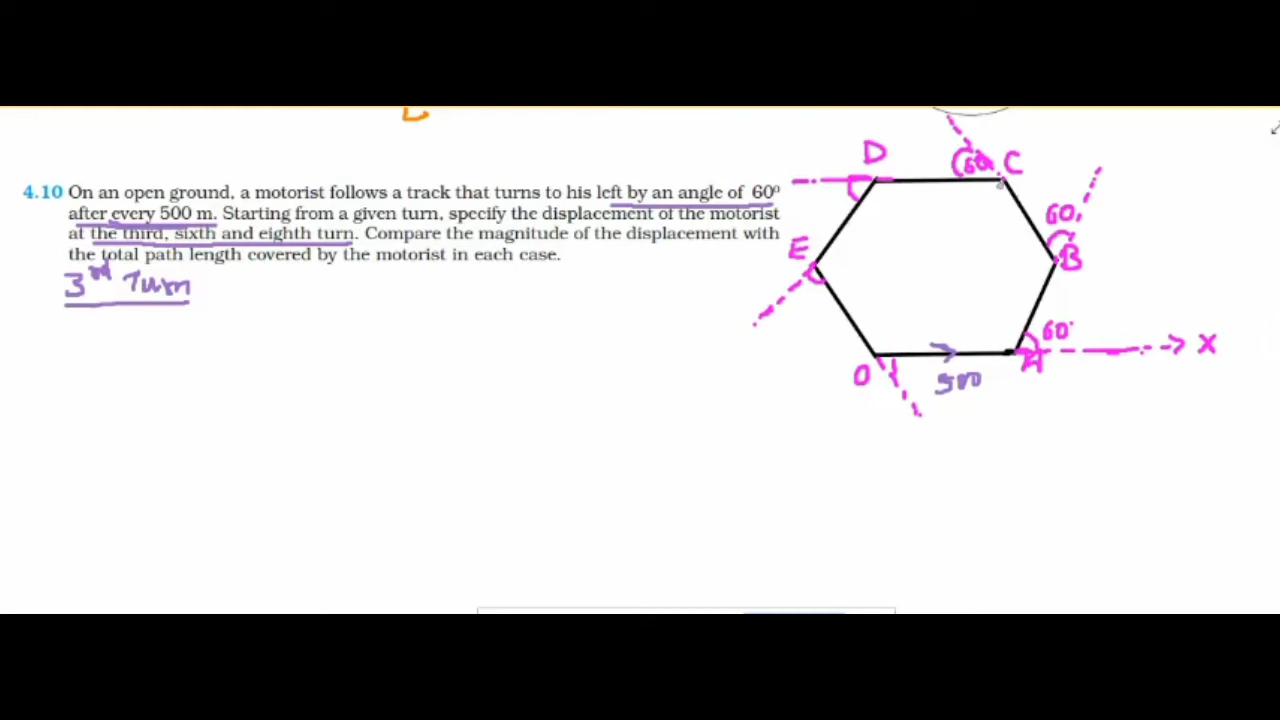 4.10 On an open ground, a motorist follows a track that turns to his left by an angle of 60°
after every 500 m. Starting from a given turn, specify the displacement of the motorist
at the third, sixth and eighth turn. Compare the magnitude of the displacement with
the total path length covered by the motorist in each case.
3rd Turn
D
60
C
60
E
B
60°
X
O
500
A